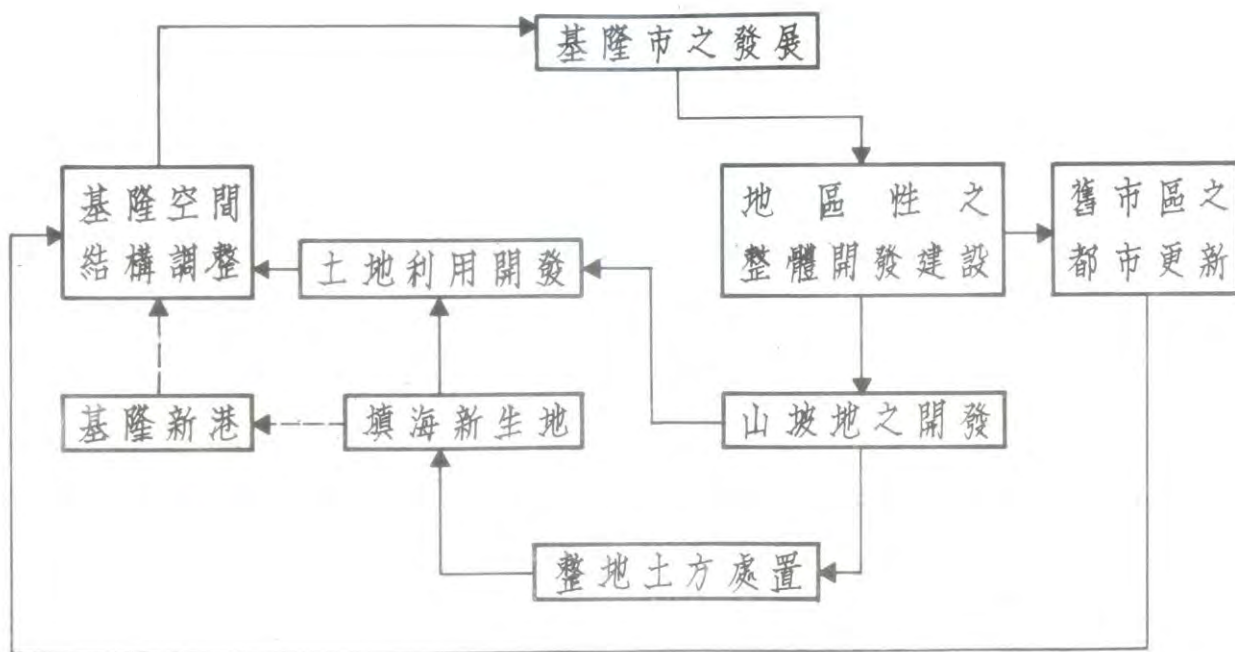 基隆市之發展
基隆空間
結構調整
地區性之
整體開發建設
舊市區之
都市更新
土地利用開發
基隆新港
填海新生地
山坡地之開發
整地土方處置